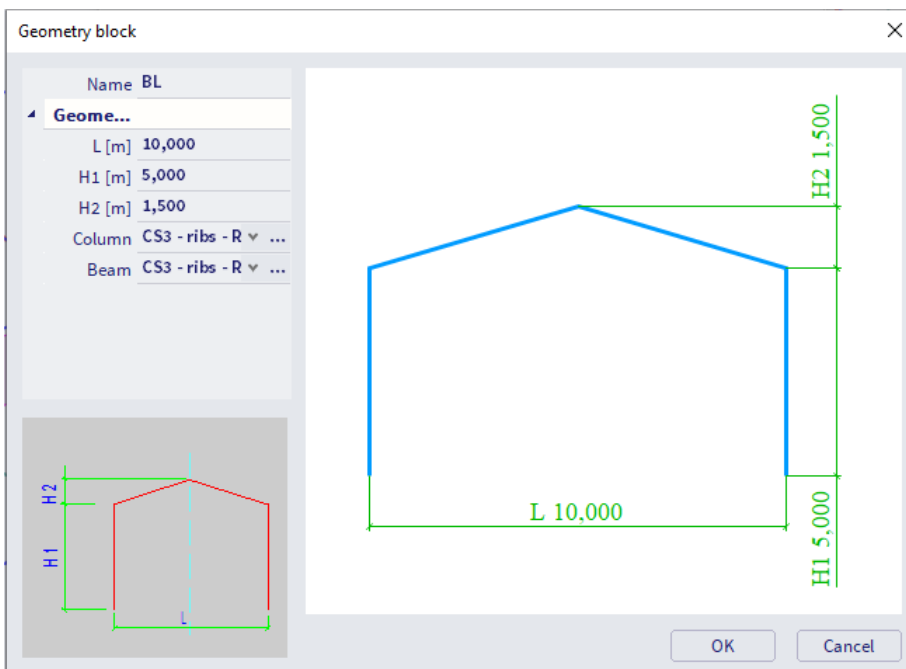 Geometry block
Name BL
Geome...
L [m] 10,000
H1 [m] 5,000
H2 [m] 1,500
Column CS3 - ribs - R ...
Beam CS3 - ribs - R ...
H2
H1
L
H2 1,500
L 10,000
H1 5,000
OK
Cancel